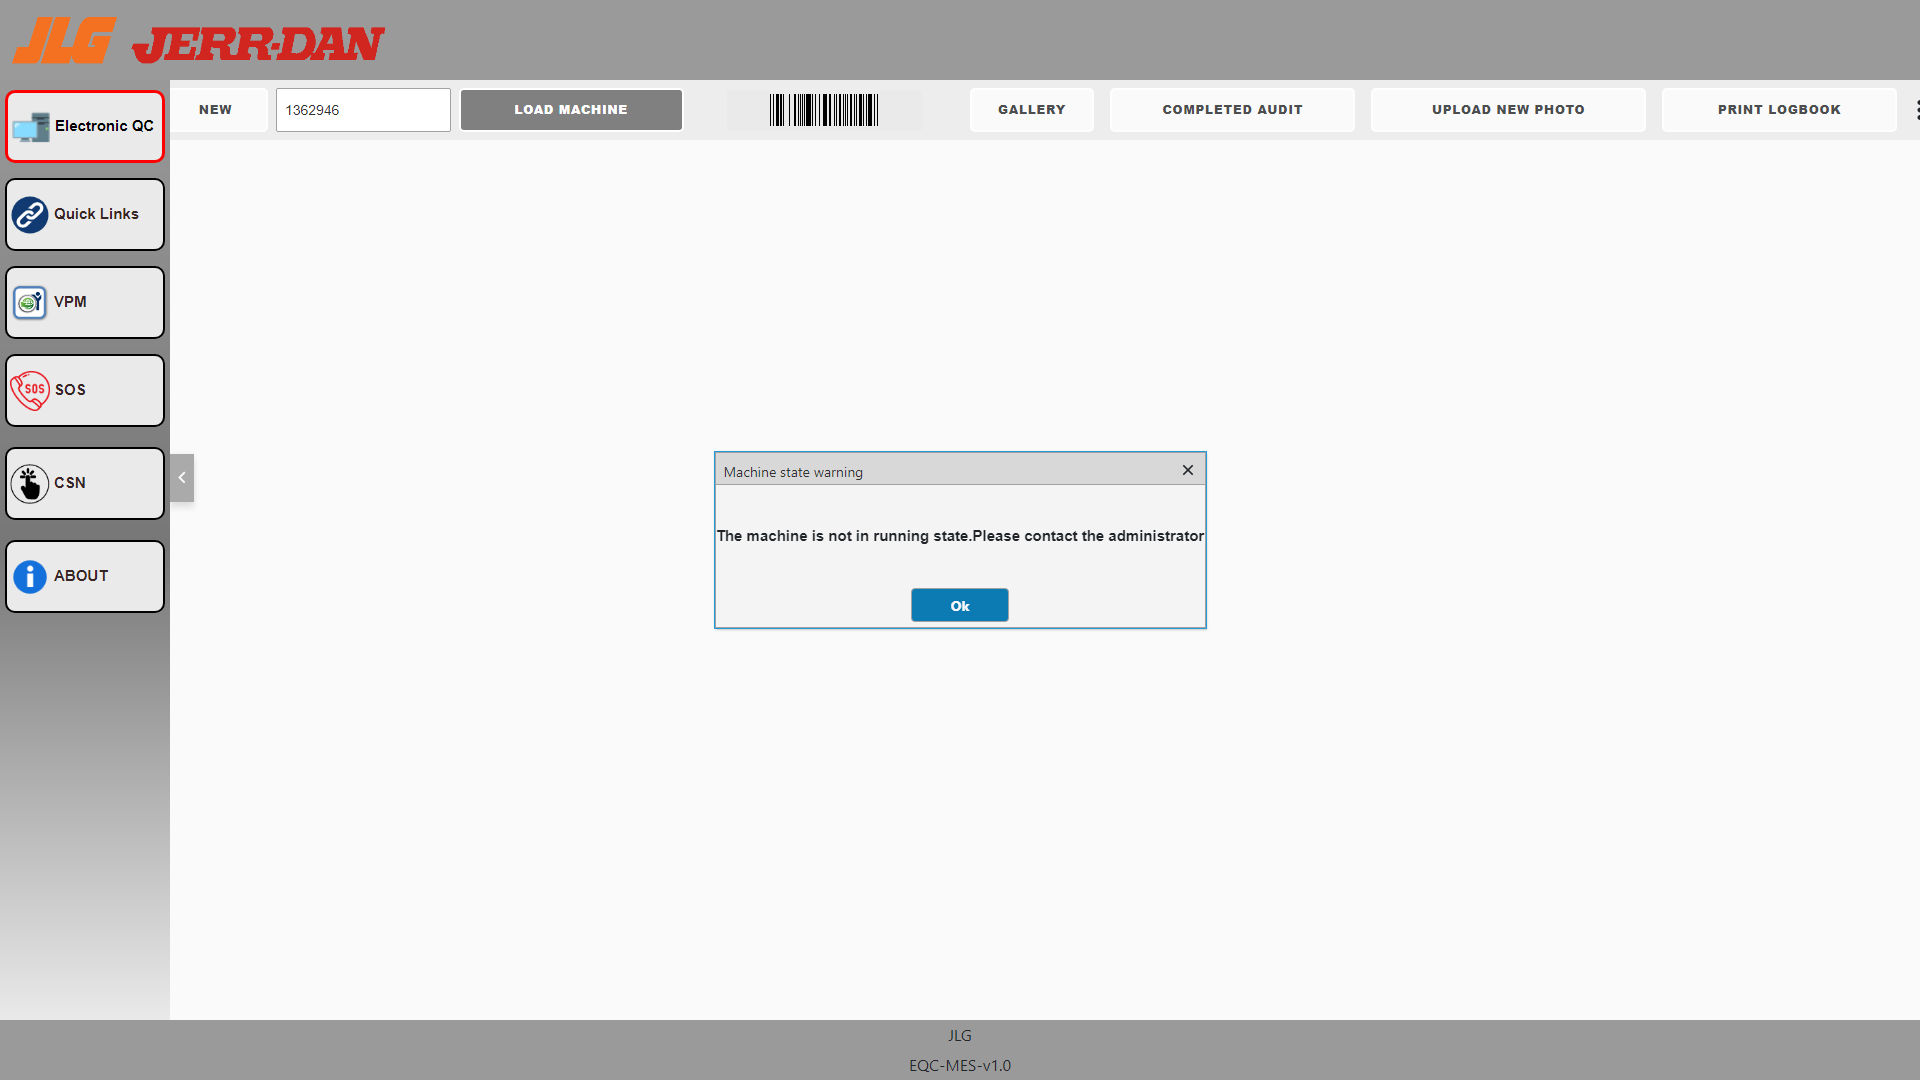 JLG JERR-DAN
Electronic QC
NEW
1362946
LOAD MACHINE
GALLERY
COMPLETED AUDIT
UPLOAD NEW PHOTO
PRINT LOGBOOK
Quick Links
VPM
SOS
SOS
CSN
ABOUT
Machine state warning
The machine is not in running state.Please contact the administrator
Ok
JLG
EQC-MES-v1.0